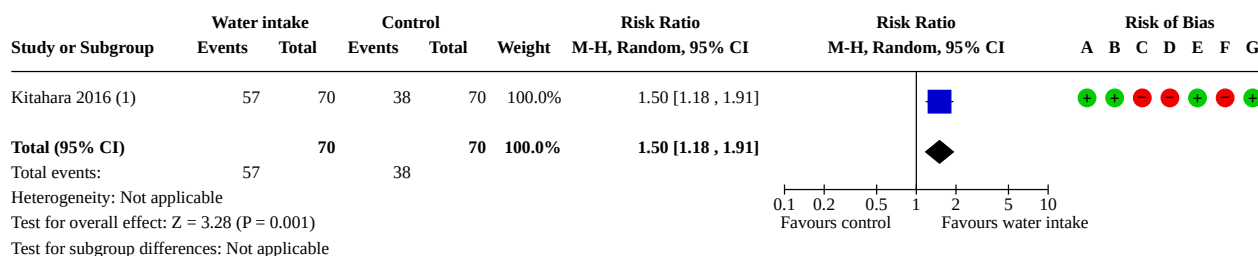 Water intake Control Risk Ratio Risk Ratio Risk of Bias
Study or Subgroup Events Total Events Total Weight M-H, Random, 95% CI M-H, Random, 95% CI A B C D E F G
Kitahara 2016 (1) 57 70 38 70 100.0% 1.50 [1.18 , 1.91] + + − − + − +
Total (95% CI) 70 70 100.0% 1.50 [1.18 , 1.91]
Total events: 57 38
Heterogeneity: Not applicable 0.1 0.2 0.5 1 2 5 10
Test for overall effect: Z = 3.28 (P = 0.001) Favours control Favours water intake
Test for subgroup differences: Not applicable